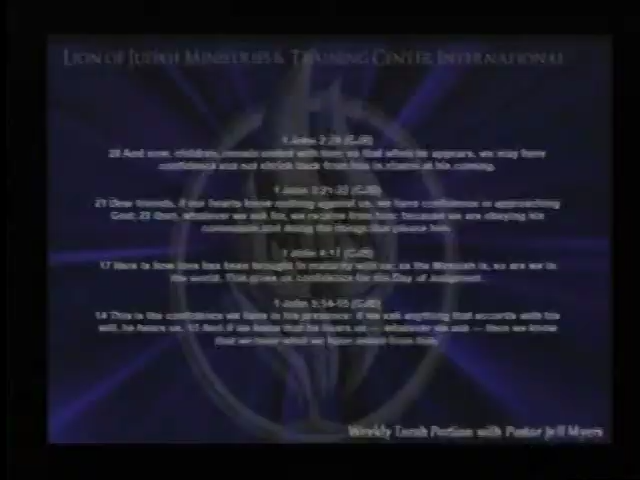 Lion of Judah Ministries & Training Center International
1 John 2:28 (CJB)
28 And now, children, remain united with him; so that when he appears, we may have
confidence and not shrink back from him in shame at his coming.
1 John 3:21-22 (CJB)
21 Dear friends, if our hearts know nothing against us, we have confidence in approaching
God; 22 then, whatever we ask for, we receive from him; because we are obeying his
commands and doing the things that please him.
1 John 4:17 (CJB)
17 Here is how love has been brought to maturity with us: as the Messiah is, so are we in
the world. This gives us confidence for the Day of Judgment.
1 John 5:14-15 (CJB)
14 This is the confidence we have in his presence: if we ask anything that accords with his
will, he hears us. 15 And if we know that he hears us — whatever we ask — then we know
that we have what we have asked from him.
Weekly Torah Portion with Pastor Jeff Myers